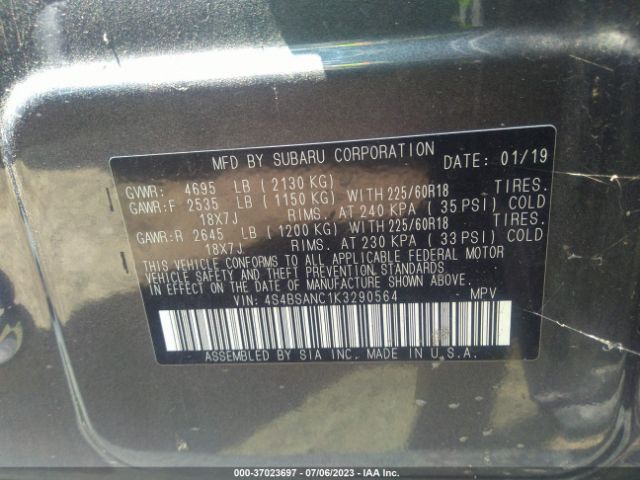 MFD BY SUBARU CORPORATION DATE: 01/19
GVWR: 4695 LB (2130 KG)
GAWR:F 2535 LB (1150 KG) WITH 225/60R18 TIRES.
18X7J RIMS. AT 240 KPA (35 PSI) COLD
GAWR:R 2645 LB (1200 KG) WITH 225/60R18 TIRES.
18X7J RIMS. AT 230 KPA (33 PSI) COLD
THIS VEHICLE CONFORMS TO ALL APPLICABLE FEDERAL MOTOR
VEHICLE SAFETY AND THEFT PREVENTION STANDARDS
IN EFFECT ON THE DATE OF MANUFACTURE SHOWN ABOVE.
VIN: 4S4BSANC1K3290564 MPV
ASSEMBLED BY SIA INC. MADE IN U.S.A.
000-37023697 - 07/06/2023 - IAA Inc.